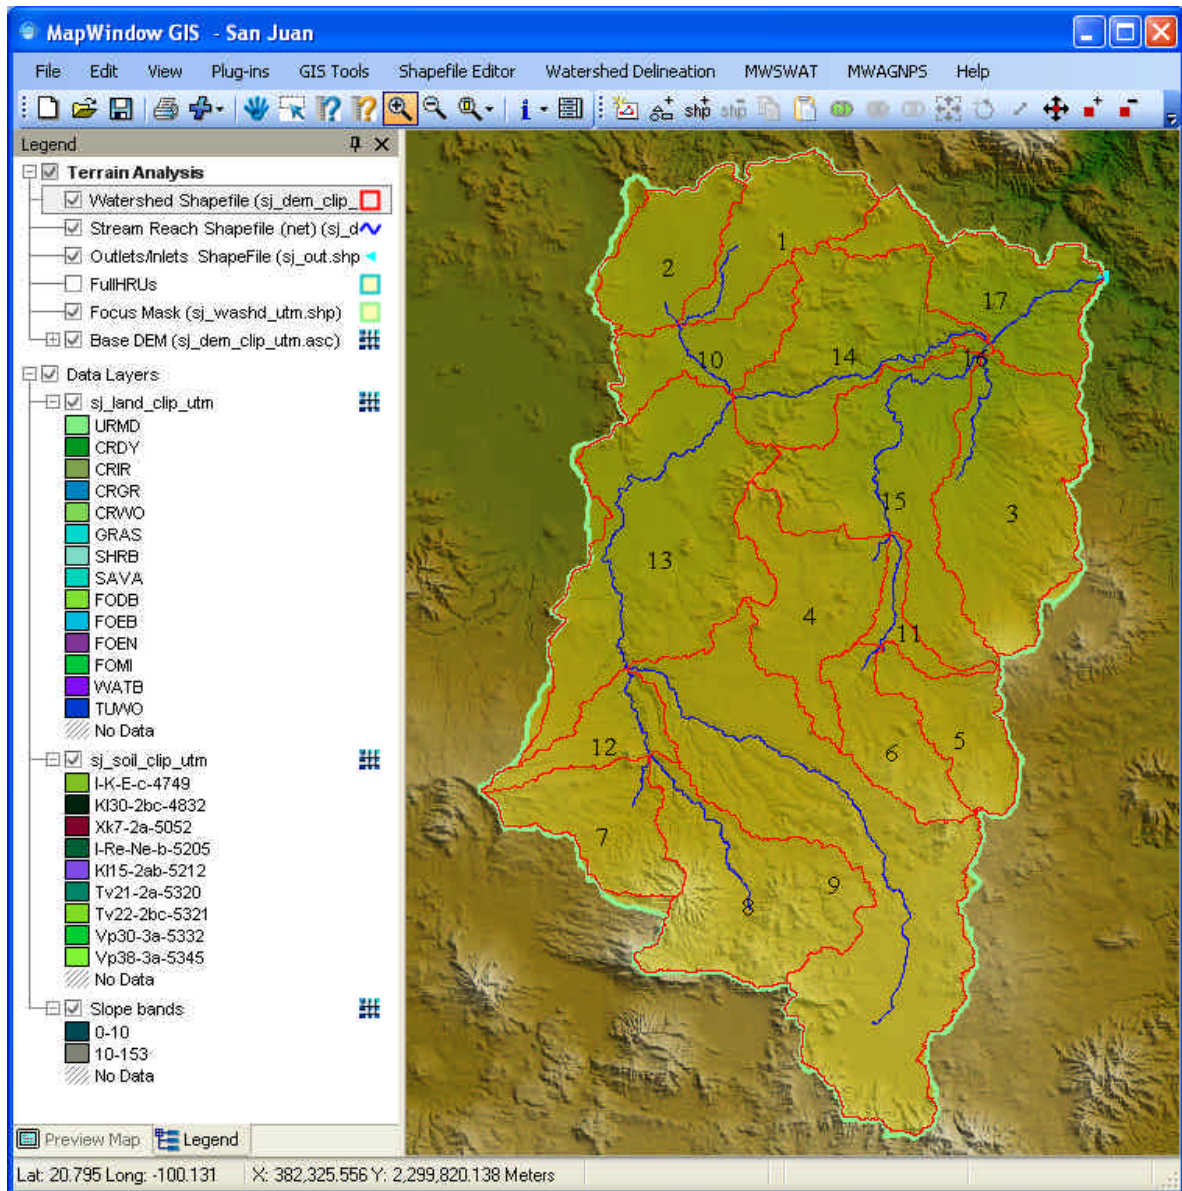 MapWindow GIS - San Juan
File Edit View Plug-ins GIS Tools Shapefile Editor Watershed Delineation MWSWAT MWAGNPS Help
shp shp
Legend
Terrain Analysis
Watershed Shapefile (sj_dem_clip_
Stream Reach Shapefile (net) (sj_d
Outlets/Inlets ShapeFile (sj_out.shp
FullHRUs
Focus Mask (sj_washd_utm.shp)
Base DEM (sj_dem_clip_utm.asc)
Data Layers
sj_land_clip_utm
URMD
CRDY
CRIR
CRGR
CRWO
GRAS
SHRB
SAVA
FODB
FOEB
FOEN
FOMI
WATB
TUWO
No Data
sj_soil_clip_utm
I-K-E-c-4749
Kl30-2bc-4832
Xk7-2a-5052
I-Re-Ne-b-5205
Kl15-2ab-5212
Tv21-2a-5320
Tv22-2bc-5321
Vp30-3a-5332
Vp38-3a-5345
No Data
Slope bands
0-10
10-153
No Data
1
2
17
10
14
16
15
3
13
4
11
12
6
5
7
9
8
Preview Map Legend
Lat: 20.795 Long: -100.131 X: 382,325.556 Y: 2,299,820.138 Meters